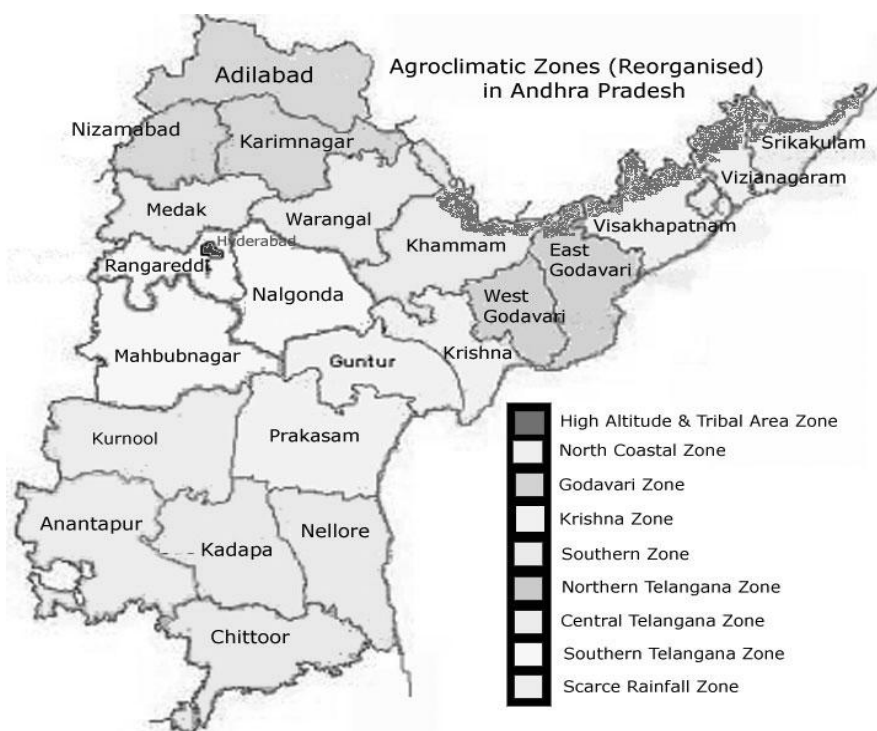 Agroclimatic Zones (Reorganised)
in Andhra Pradesh
Adilabad
Nizamabad
Karimnagar
Srikakulam
Vizianagaram
Medak
Warangal
Visakhapatnam
Hyderabad
Khammam
East
Godavari
Rangareddi
Nalgonda
West
Godavari
Mahbubnagar
Guntur
Krishna
Kurnool
Prakasam
Anantapur
Kadapa
Nellore
Chittoor
High Altitude & Tribal Area Zone
North Coastal Zone
Godavari Zone
Krishna Zone
Southern Zone
Northern Telangana Zone
Central Telangana Zone
Southern Telangana Zone
Scarce Rainfall Zone